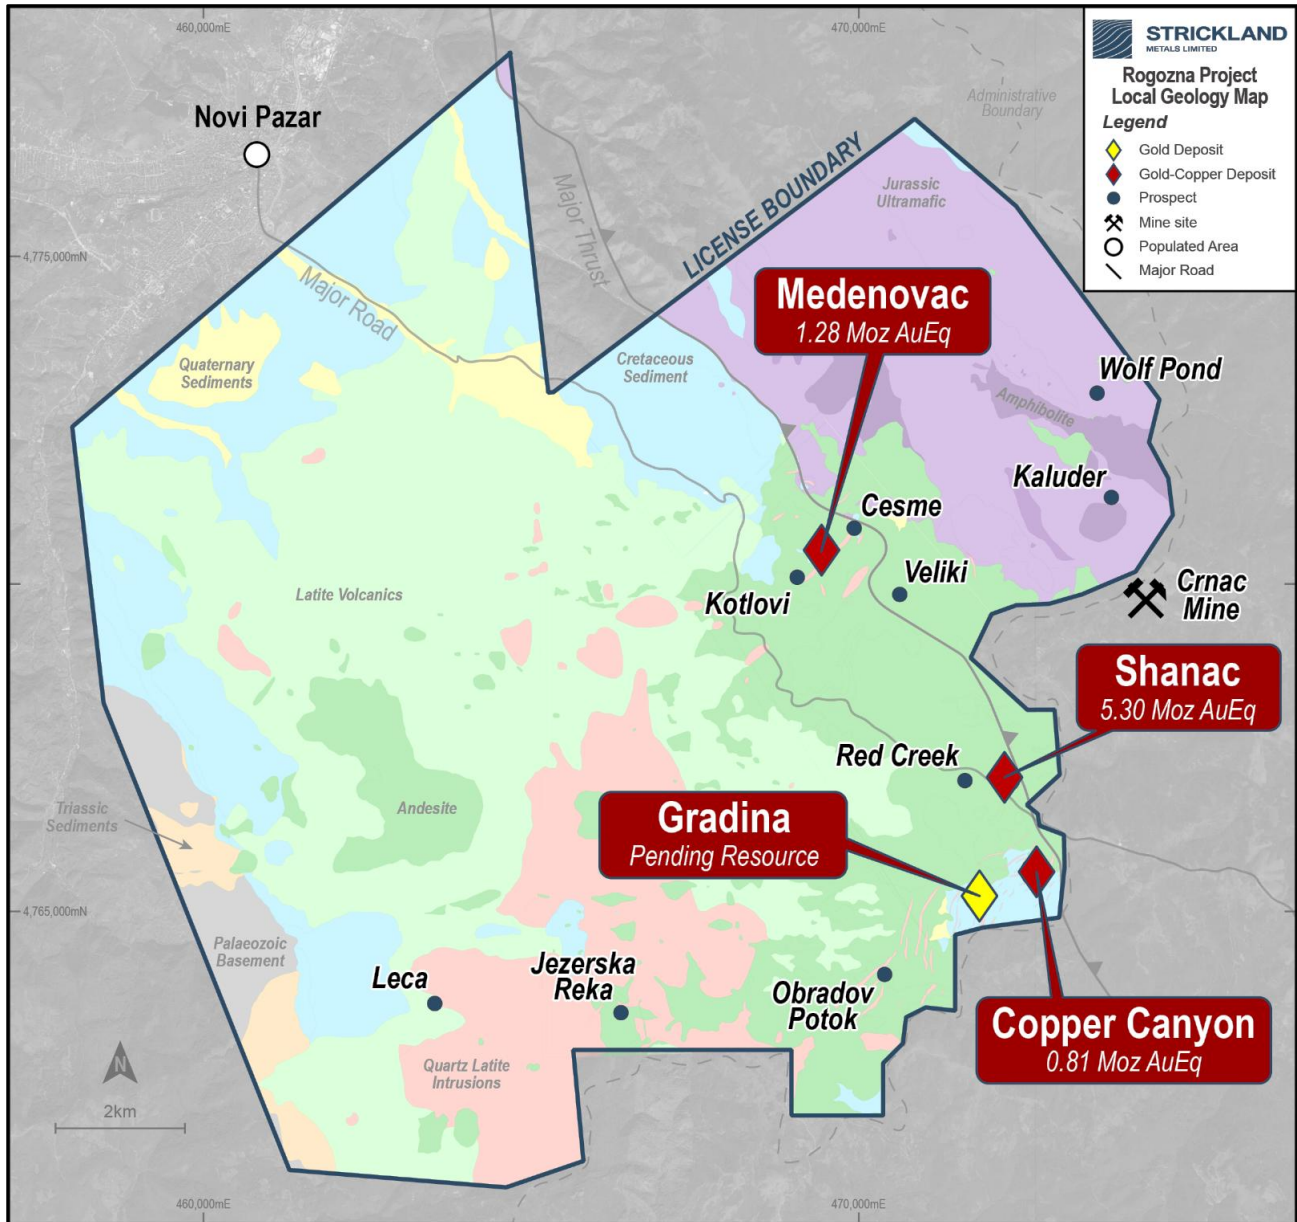 460,000mE
470,000mE
STRICKLAND
METALS LIMITED
Rogozna Project
Local Geology Map
Legend
Gold Deposit
Gold-Copper Deposit
Prospect
Mine site
Populated Area
Major Road
Administrative
Boundary
Novi Pazar
Major Thrust
LICENSE BOUNDARY
Jurassic
Ultramafic
4,775,000mN
Major Road
Medenovac
1.28 Moz AuEq
Quaternary
Sediments
Cretaceous
Sediment
Wolf Pond
Amphibolite
Kaluder
Cesme
Veliki
Kotlovi
Latite Volcanics
Crnac
Mine
Shanac
5.30 Moz AuEq
Red Creek
Triassic
Sediments
Andesite
Gradina
Pending Resource
4,765,000mN
Palaeozoic
Basement
Leca
Jezerska
Reka
Obradov
Potok
Copper Canyon
0.81 Moz AuEq
Quartz Latite
Intrusions
N
2km
460,000mE
470,000mE